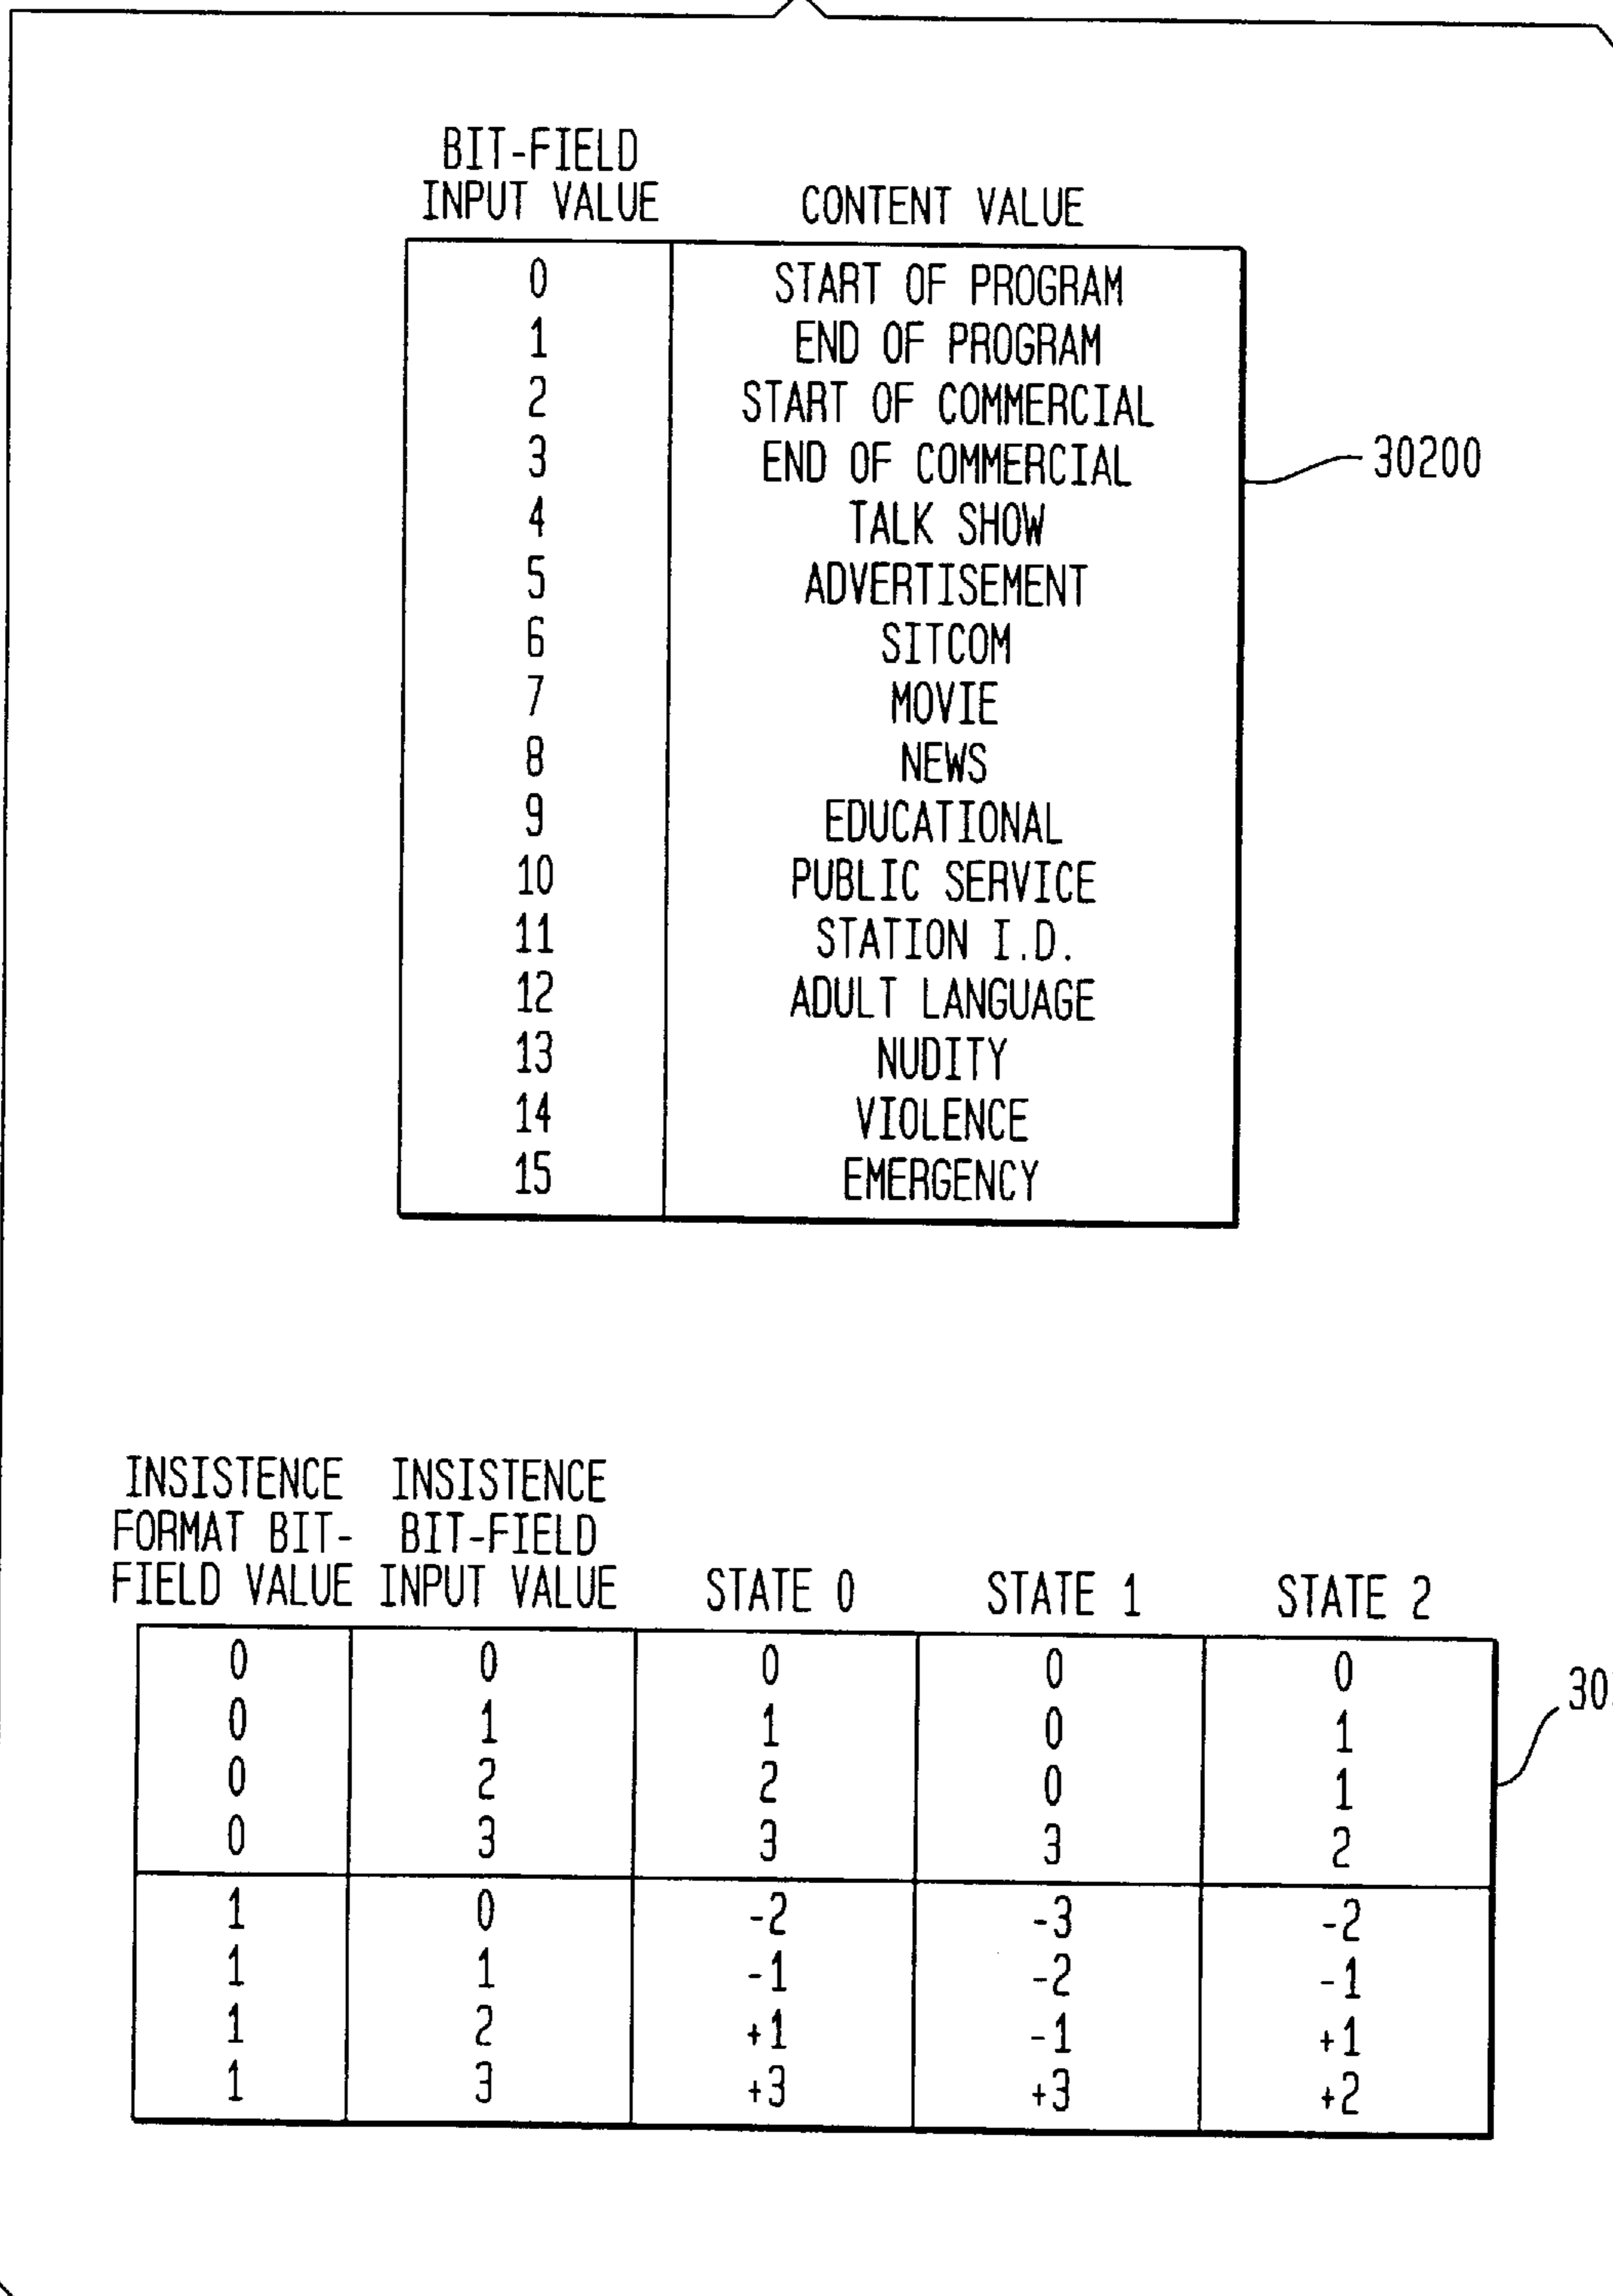 BIT-FIELD
INPUT VALUE CONTENT VALUE
0 START OF PROGRAM
1 END OF PROGRAM
2 START OF COMMERCIAL
3 END OF COMMERCIAL
30200
4 TALK SHOW
5 ADVERTISEMENT
6 SITCOM
7 MOVIE
8 NEWS
9 EDUCATIONAL
10 PUBLIC SERVICE
11 STATION I.D.
12 ADULT LANGUAGE
13 NUDITY
14 VIOLENCE
15 EMERGENCY
INSISTENCE INSISTENCE
FORMAT BIT- BIT-FIELD
FIELD VALUE INPUT VALUE STATE 0 STATE 1 STATE 2
0 0 0 0 0
0 1 1 0 1
0 2 2 0 1
0 3 3 3 2
1 0 -2 -3 -2
1 1 -1 -2 -1
1 2 +1 -1 +1
1 3 +3 +3 +2